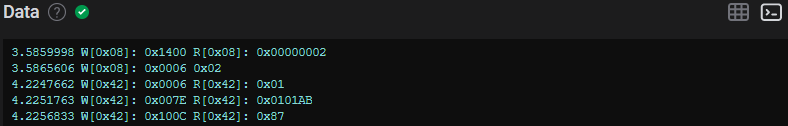 Data
3.5859998 W[0x08]: 0x1400 R[0x08]: 0x00000002
3.5865606 W[0x08]: 0x0006 0x02
4.2247662 W[0x42]: 0x0006 R[0x42]: 0x01
4.2251763 W[0x42]: 0x007E R[0x42]: 0x0101AB
4.2256833 W[0x42]: 0x100C R[0x42]: 0x87